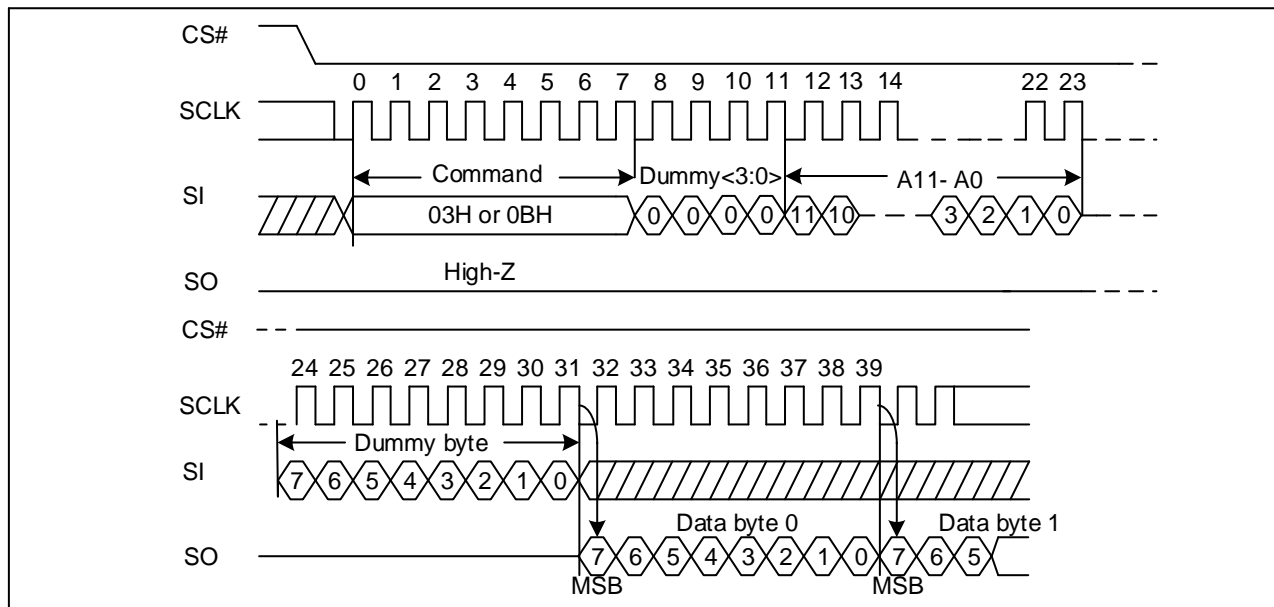 CS#
0 1 2 3 4 5 6 7 8 9 10 11 12 13 14 22 23
SCLK
Command Dummy<3:0> A11- A0
SI
03H or 0BH 0 0 0 0 11 10 3 2 1 0
High-Z
SO
CS#
24 25 26 27 28 29 30 31 32 33 34 35 36 37 38 39
SCLK
Dummy byte
SI
7 6 5 4 3 2 1 0
Data byte 0 Data byte 1
SO
7 6 5 4 3 2 1 0 7 6 5
MSB MSB